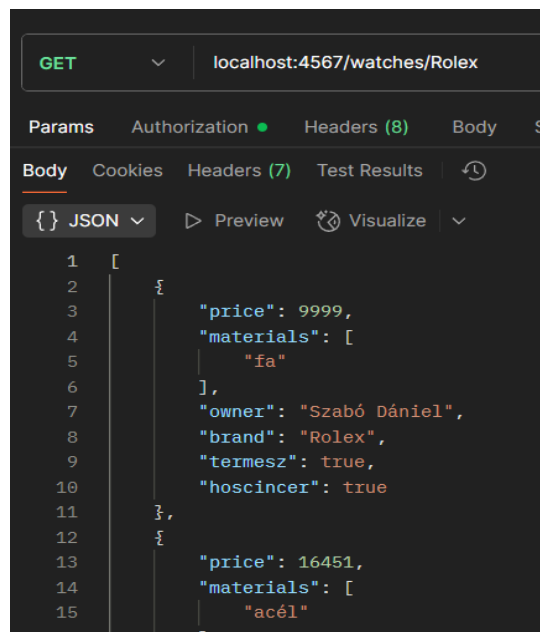 GET localhost:4567/watches/Rolex
Params Authorization Headers (8) Body
Body Cookies Headers (7) Test Results
{} JSON Preview Visualize
1 [
2 {
3 "price": 9999,
4 "materials": [
5 "fa"
6 ],
7 "owner": "Szabó Dániel",
8 "brand": "Rolex",
9 "termesz": true,
10 "hoscincer": true
11 },
12 {
13 "price": 16451,
14 "materials": [
15 "acél"